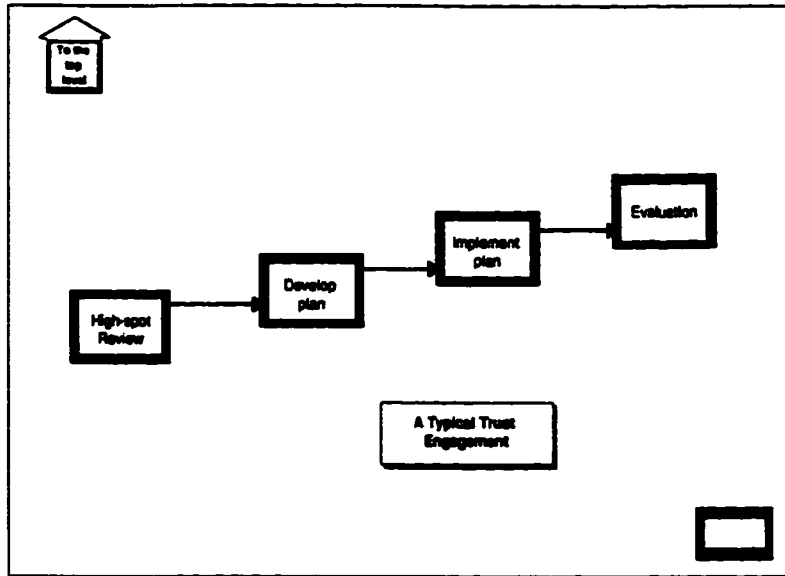 To the
top
level
Evaluation
Implement
plan
Develop
plan
High-spot
Review
A Typical Trust
Engagement